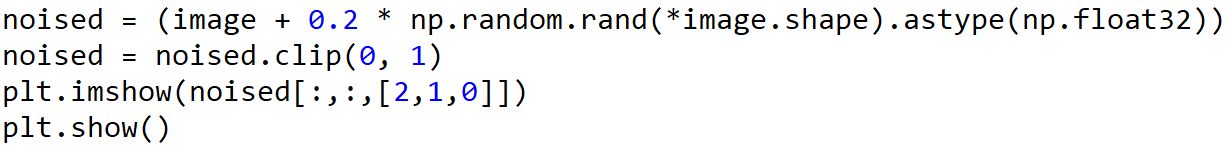 noised = (image + 0.2 * np.random.rand(*image.shape).astype(np.float32))
noised = noised.clip(0, 1)
plt.imshow(noised[:,:,[2,1,0]])
plt.show()